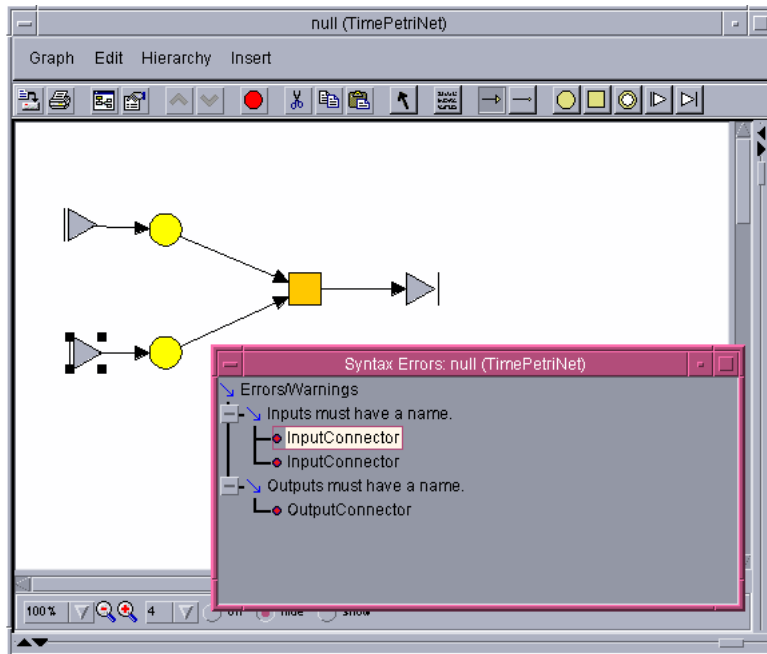 null (TimePetriNet)
Graph Edit Hierarchy Insert
Syntax Errors: null (TimePetriNet)
Errors/Warnings
Inputs must have a name.
InputConnector
InputConnector
Outputs must have a name.
OutputConnector
100% 4 off hide show